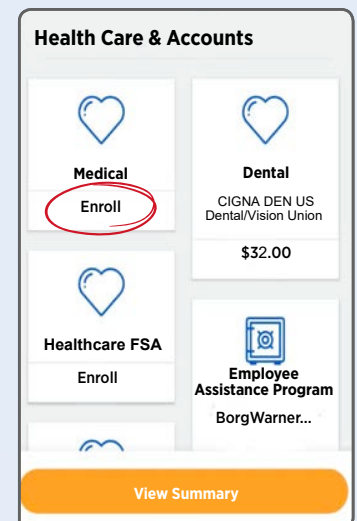 Health Care & Accounts
Medical
Enroll
Dental
CIGNA DEN US
Dental/Vision Union
$32.00
Healthcare FSA
Enroll
Employee
Assistance Program
BorgWarner...
View Summary